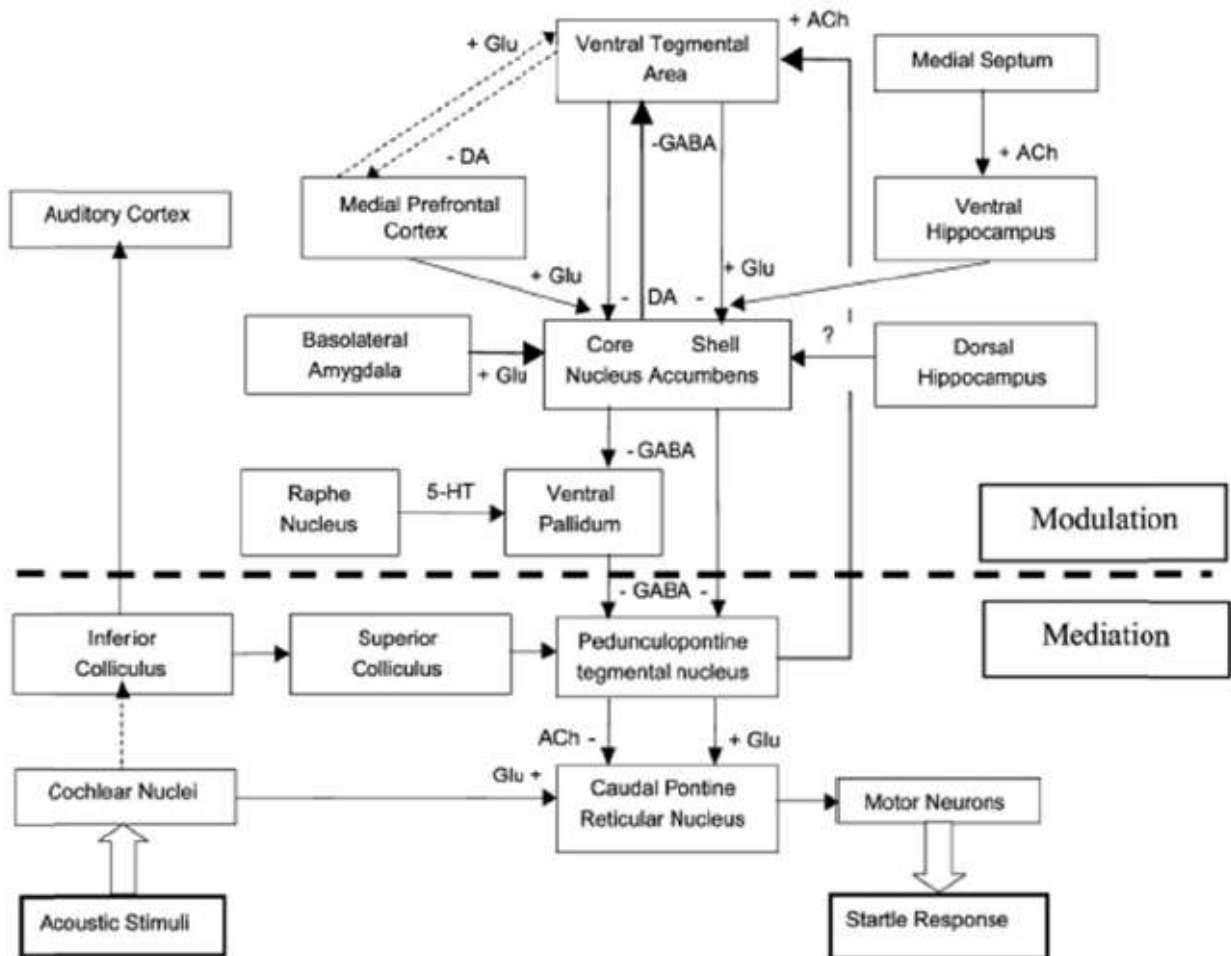 + ACh
+ Glu
Ventral Tegmental
Area
Medial Septum
- DA
-GABA
+ ACh
Auditory Cortex
Medial Prefrontal
Cortex
Ventral
Hippocampus
+ Glu
+ Glu
- DA -
Basolateral
Amygdala
+ Glu
Core Shell
Nucleus Accumbens
?
Dorsal
Hippocampus
- GABA
Raphe
Nucleus
5-HT
Ventral
Pallidum
Modulation
- GABA -
Mediation
Inferior
Colliculus
Superior
Colliculus
Pedunculopontine
tegmental nucleus
ACh -
+ Glu
Cochlear Nuclei
Glu +
Caudal Pontine
Reticular Nucleus
Motor Neurons
Acoustic Stimuli
Startle Response